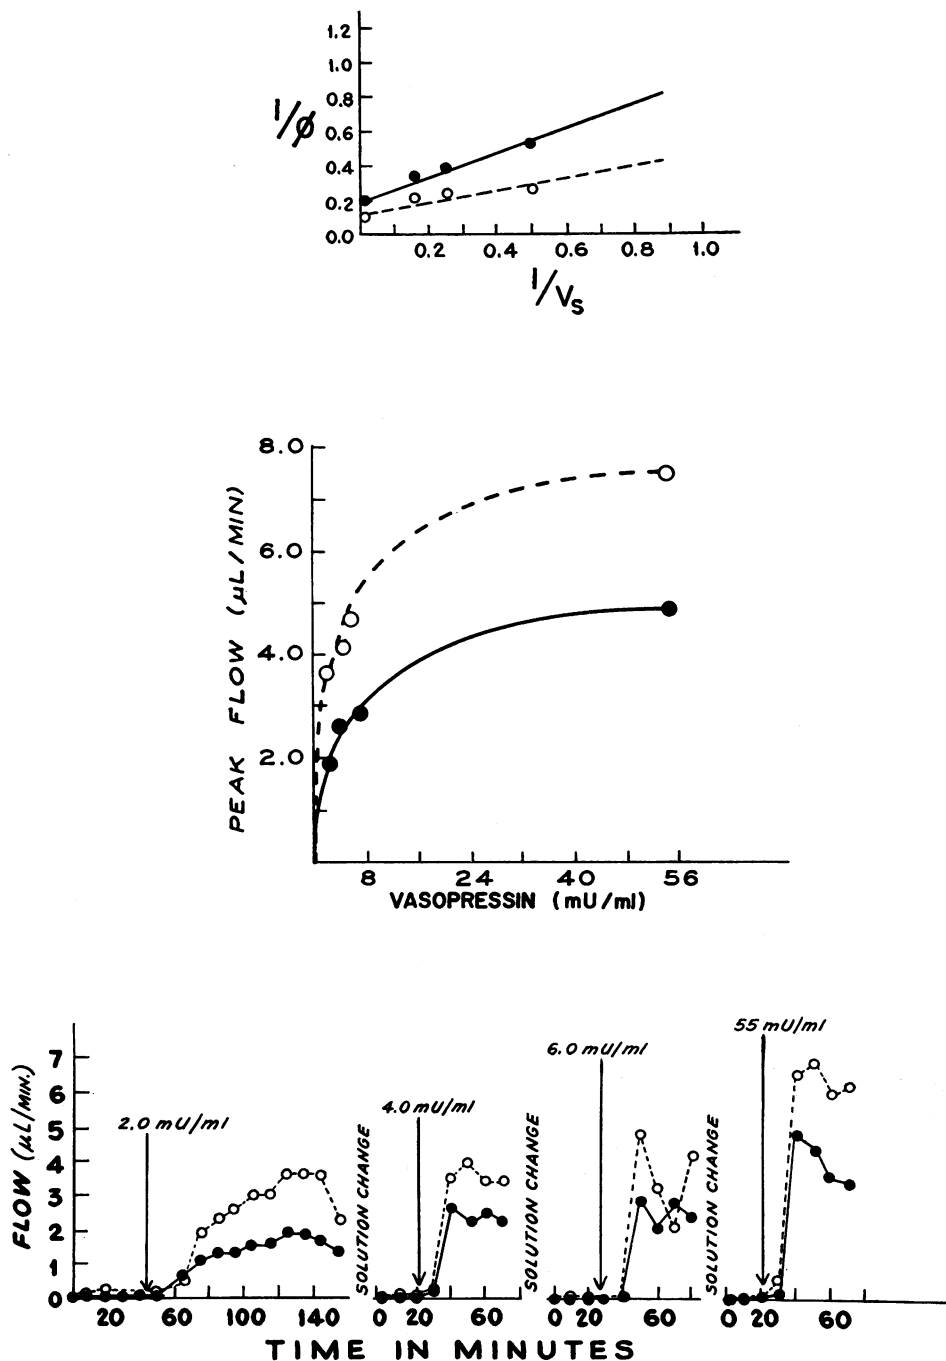 1.2
1.0
0.8
1/ø
0.6
0.4
0.2
0.0
0.2 0.4 0.6 0.8 1.0
1/Vs
8.0
6.0
4.0
2.0
PEAK FLOW (µL/MIN)
8 24 40 56
VASOPRESSIN (mU/ml)
7
6
5
4
3
2
1
0
FLOW (µL/MIN.)
2.0 mU/ml
SOLUTION CHANGE
4.0 mU/ml
SOLUTION CHANGE
6.0 mU/ml
SOLUTION CHANGE
55 mU/ml
20 60 100 140 0 20 60 0 20 60 0 20 60
TIME IN MINUTES